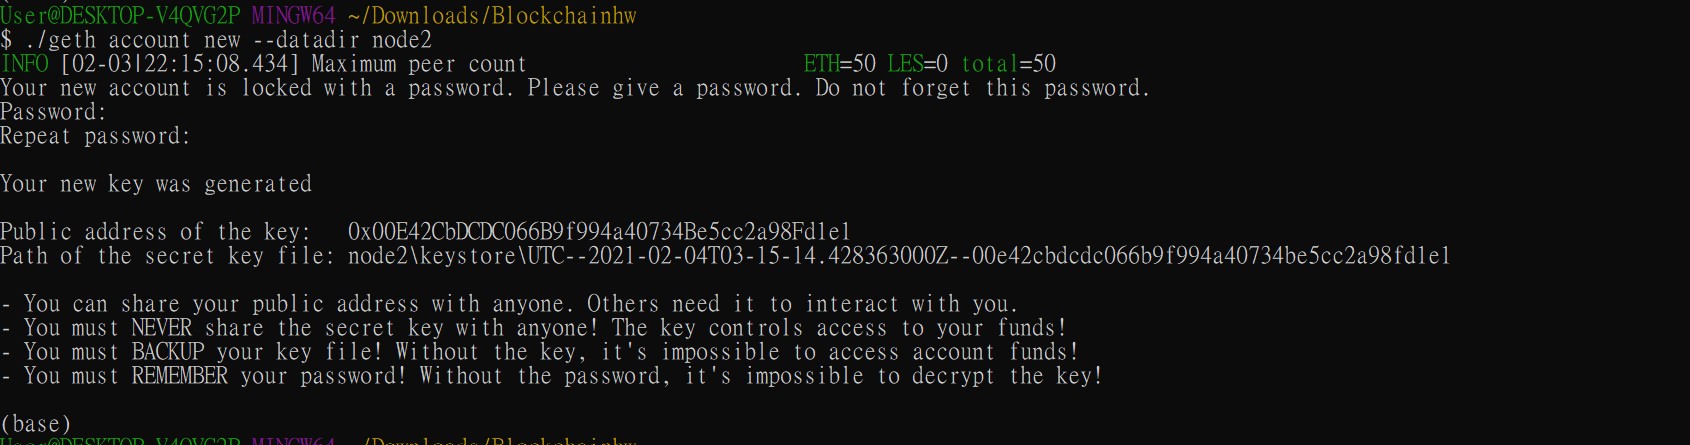 User@DESKTOP-V4QVG2P MINGW64 ~/Downloads/Blockchainhw
$ ./geth account new --datadir node2
INFO [02-03|22:15:08.434] Maximum peer count ETH=50 LES=0 total=50
Your new account is locked with a password. Please give a password. Do not forget this password.
Password:
Repeat password:
Your new key was generated
Public address of the key: 0x00E42CbDCDC066B9f994a40734Be5cc2a98Fd1e1
Path of the secret key file: node2\keystore\UTC--2021-02-04T03-15-14.428363000Z--00e42cbdcdc066b9f994a40734be5cc2a98fd1e1
- You can share your public address with anyone. Others need it to interact with you.
- You must NEVER share the secret key with anyone! The key controls access to your funds!
- You must BACKUP your key file! Without the key, it's impossible to access account funds!
- You must REMEMBER your password! Without the password, it's impossible to decrypt the key!
(base)
User@DESKTOP-V4QVG2P MINGW64 ~/Downloads/Blockchainhw